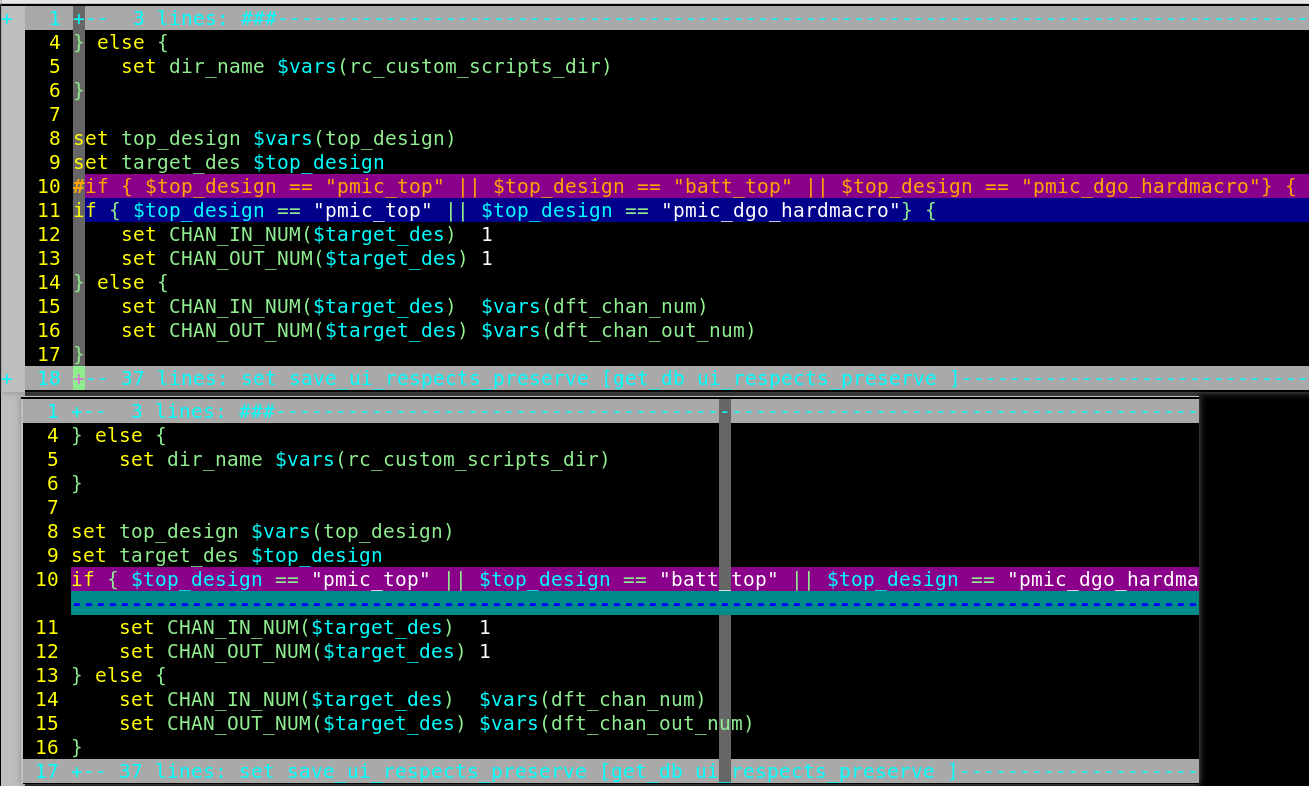 + 1 +-- 3 lines: ###--------------------------------------------------------------------------------------
4 } else {
5     set dir_name $vars(rc_custom_scripts_dir)
6 }
7
8 set top_design $vars(top_design)
9 set target_des $top_design
10 #if { $top_design == "pmic_top" || $top_design == "batt_top" || $top_design == "pmic_dgo_hardmacro"} {
11 if { $top_design == "pmic_top" || $top_design == "pmic_dgo_hardmacro"} {
12     set CHAN_IN_NUM($target_des)  1
13     set CHAN_OUT_NUM($target_des) 1
14 } else {
15     set CHAN_IN_NUM($target_des)  $vars(dft_chan_num)
16     set CHAN_OUT_NUM($target_des) $vars(dft_chan_out_num)
17 }
+ 18 +-- 37 lines: set save_ui_respects_preserve [get_db ui_respects_preserve ]-----------------------------
1 +-- 3 lines: ###-----------------------------------------------------------------------------
4 } else {
5     set dir_name $vars(rc_custom_scripts_dir)
6 }
7
8 set top_design $vars(top_design)
9 set target_des $top_design
10 if { $top_design == "pmic_top" || $top_design == "batt_top" || $top_design == "pmic_dgo_hardma
----------------------------------------------------------------------------------------------
11     set CHAN_IN_NUM($target_des)  1
12     set CHAN_OUT_NUM($target_des) 1
13 } else {
14     set CHAN_IN_NUM($target_des)  $vars(dft_chan_num)
15     set CHAN_OUT_NUM($target_des) $vars(dft_chan_out_num)
16 }
17 +-- 37 lines: set save_ui_respects_preserve [get_db ui_respects_preserve ]--------------------